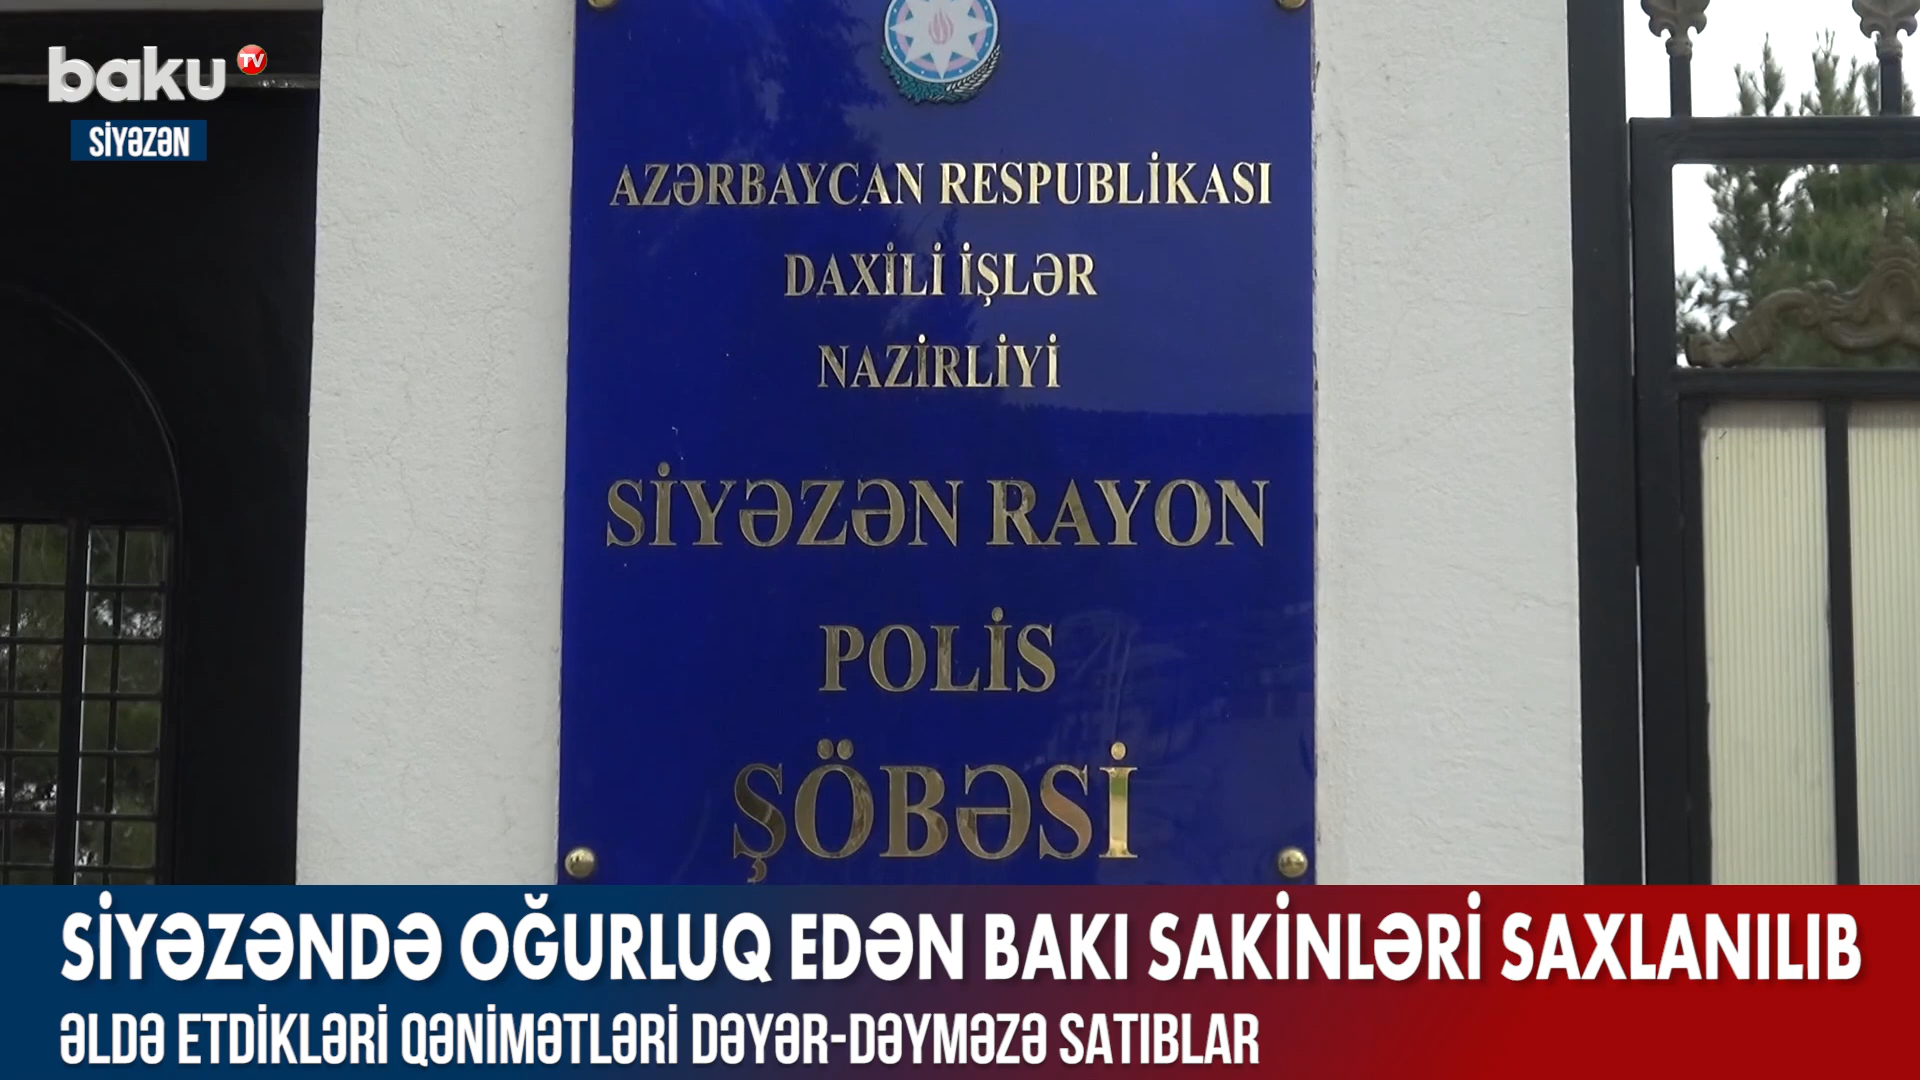 baku TV
SİYƏZƏN
AZƏRBAYCAN RESPUBLİKASI
DAXİLİ İŞLƏR
NAZİRLİYİ
SİYƏZƏN RAYON
POLİS
ŞÖBƏSİ
SİYƏZƏNDƏ OĞURLUQ EDƏN BAKI SAKİNLƏRİ SAXLANILIB
ƏLDƏ ETDİKLƏRİ QƏNİMƏTLƏRİ DƏYƏR-DƏYMƏZƏ SATIBLAR